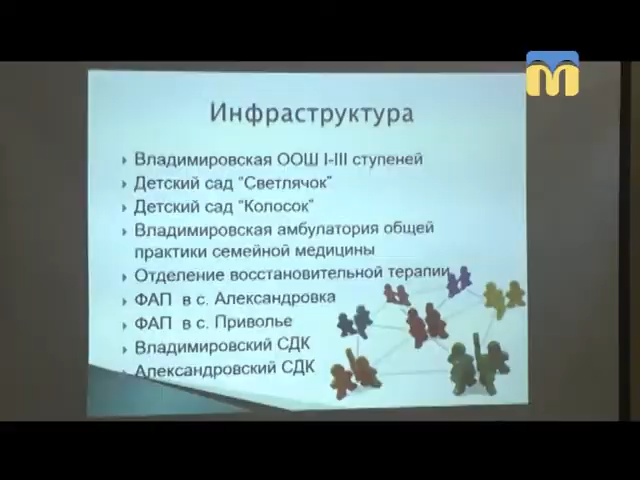 Инфраструктура
Владимировская ООШ I-III ступеней
Детский сад "Светлячок"
Детский сад "Колосок"
Владимировская амбулатория общей
практики семейной медицины
Отделение восстановительной терапии
ФАП в с. Александровка
ФАП в с. Приволье
Владимировский СДК
Александровский СДК